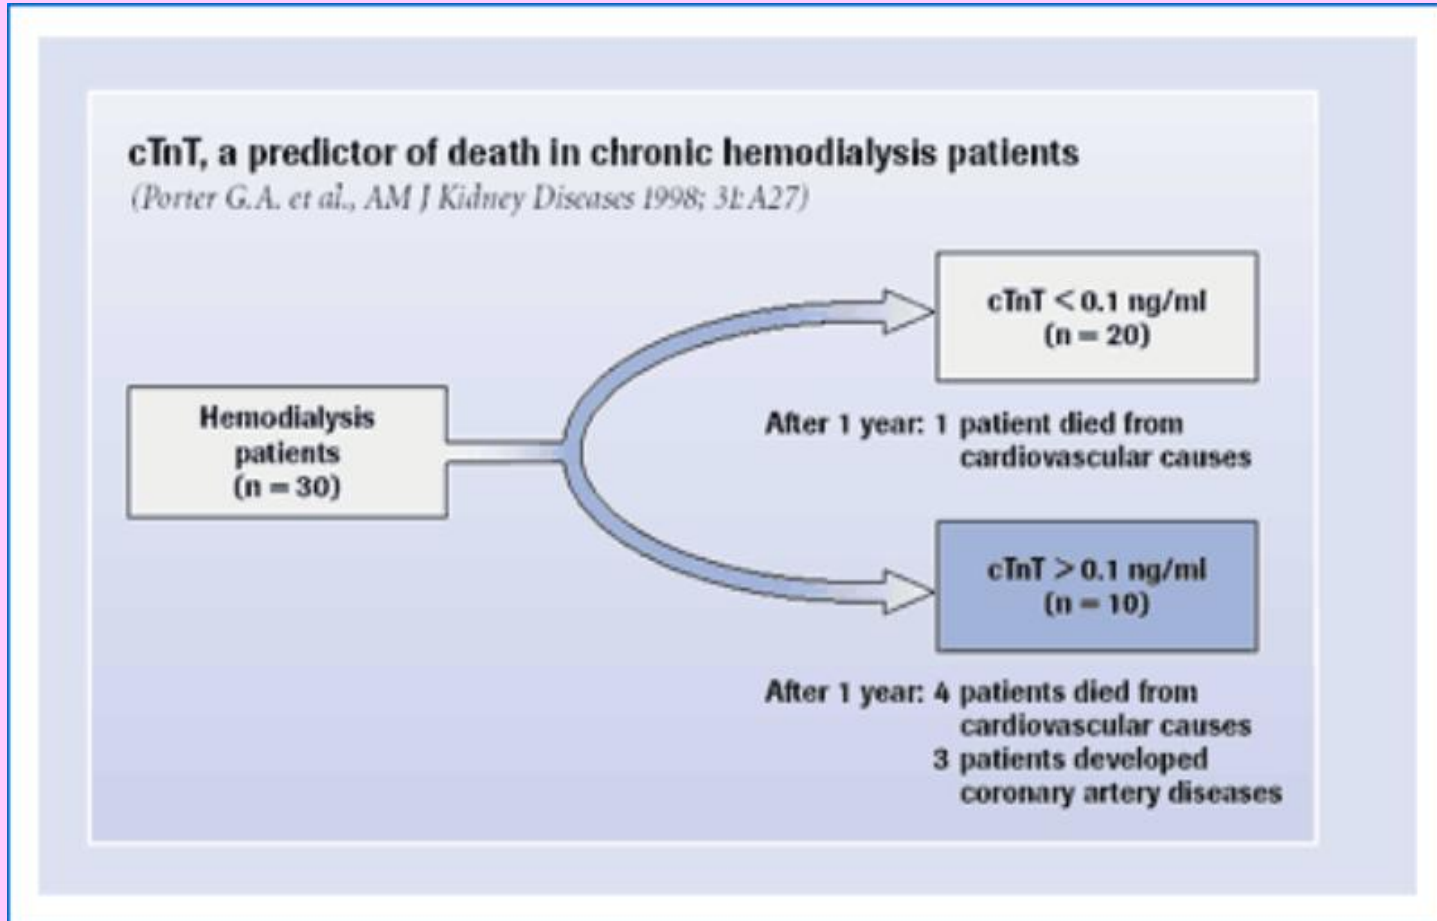 cTnT, a predictor of death in chronic hemodialysis patients
(Porter G.A. et al., AM J Kidney Diseases 1998; 31: A27)
Hemodialysis
patients
(n = 30)
cTnT < 0.1 ng/ml
(n = 20)
After 1 year: 1 patient died from
cardiovascular causes
cTnT > 0.1 ng/ml
(n = 10)
After 1 year: 4 patients died from
cardiovascular causes
3 patients developed
coronary artery diseases